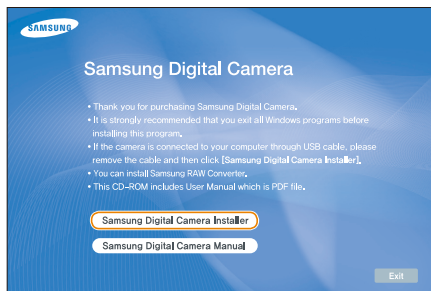 SAMSUNG
Samsung Digital Camera
• Thank you for purchasing Samsung Digital Camera.
• It is strongly recommended that you exit all Windows programs before
installing this program.
• If the camera is connected to your computer through USB cable, please
remove the cable and then click [Samsung Digital Camera Installer].
• You can install Samsung RAW Converter.
• This CD-ROM includes User Manual which is PDF file.
Samsung Digital Camera Installer
Samsung Digital Camera Manual
Exit